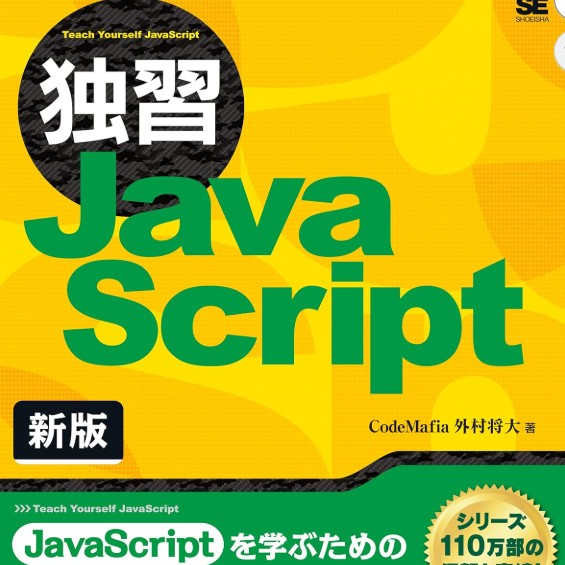 SE
SHOEISHA
Teach Yourself JavaScript
独習
Java
Script
新版
CodeMafia 外村将大 著
>>> Teach Yourself JavaScript
JavaScriptを学ぶための
シリーズ
110万部の